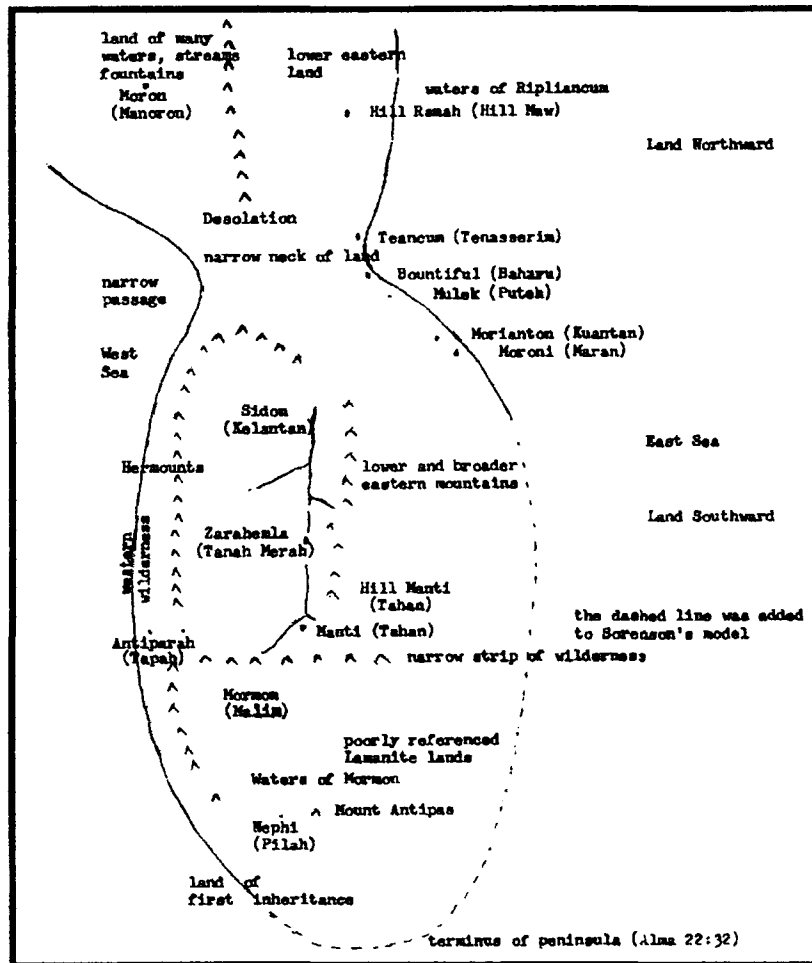 land of many
waters, streams
fountains
Moron
(Manoron)
lower eastern
land
waters of Ripliancum
Hill Ramah (Hill Maw)
Land Northward
Desolation
narrow neck of land
Teancum (Tenasserim)
Bountiful (Baharu)
Mulek (Puteh)
narrow
passage
Morianton (Kuantan)
Moroni (Maran)
West
Sea
Sidom
(Kelantan)
East Sea
Hermounts
lower and broader
eastern mountains
Land Southward
Zarahemla
(Tanah Merah)
western
wilderness
Hill Manti
(Tahan)
the dashed line was added
to Sorenson's model
Manti (Tahan)
Antiparah
(Tapah)
narrow strip of wilderness
Mormon
(Malim)
poorly referenced
Lamanite lands
Waters of Mormon
Mount Antipas
Nephi
(Pilah)
land of
first inheritance
terminus of peninsula (Alma 22:32)